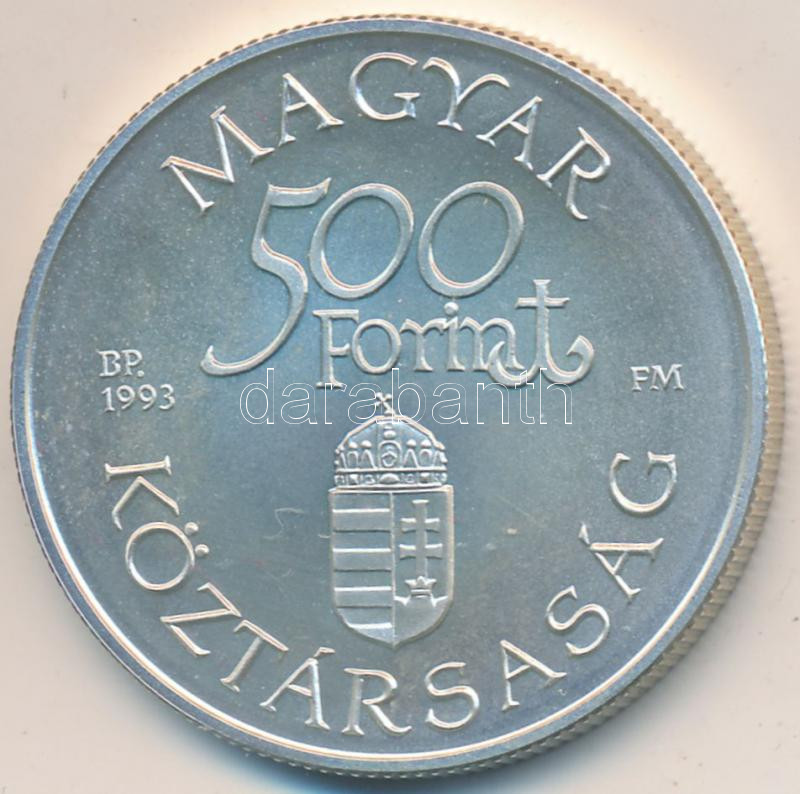 MAGYAR
500
Forint
BP.
1993
FM
darabanth
KÖZTÁRSASÁG